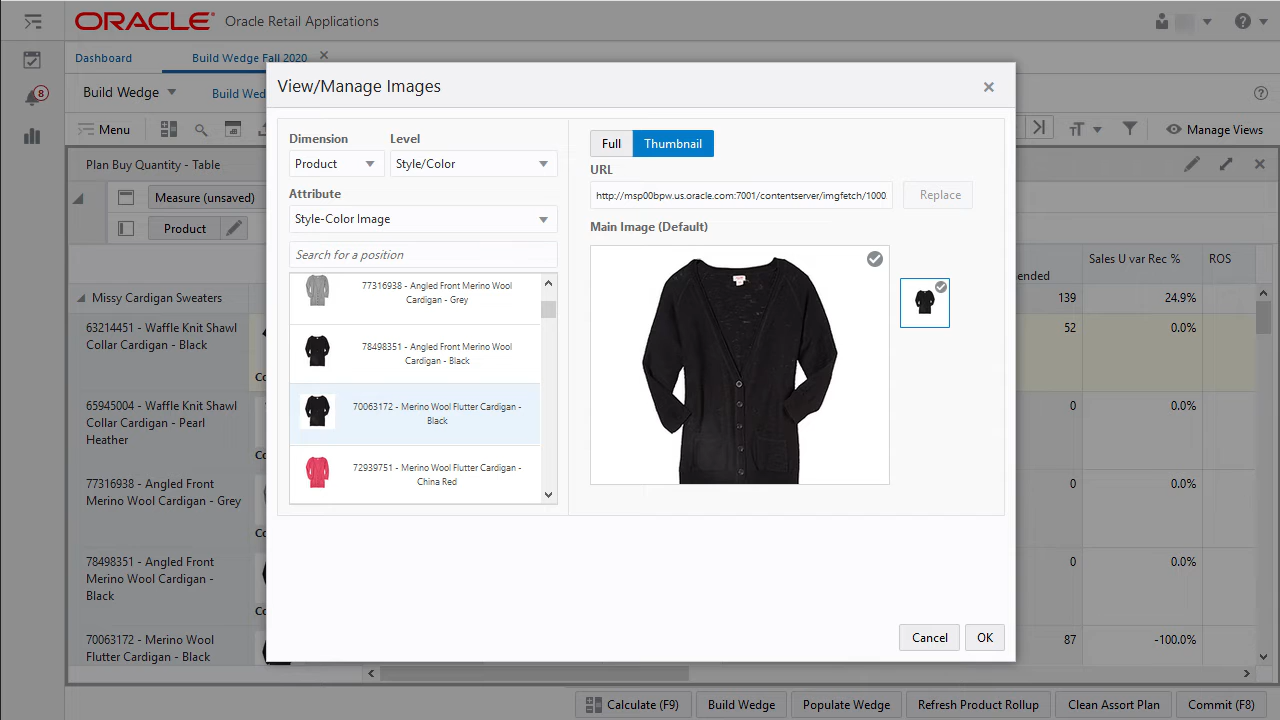 ORACLE® Oracle Retail Applications
Dashboard
Build Wedge Fall 2020
8
Build Wedge
Build Wed
Menu
Manage Views
Plan Buy Quantity - Table
Measure (unsaved)
Product
ended
Sales U var Rec %
ROS
Missy Cardigan Sweaters
139
24.9%
63214451 - Waffle Knit Shawl
Collar Cardigan - Black
Co
52
0.0%
65945004 - Waffle Knit Shawl
Collar Cardigan - Pearl
Heather
Co
0
0.0%
77316938 - Angled Front
Merino Wool Cardigan - Grey
Co
0
0.0%
78498351 - Angled Front
Merino Wool Cardigan -
Black
Co
0
0.0%
70063172 - Merino Wool
Flutter Cardigan - Black
87
-100.0%
View/Manage Images
Dimension
Level
Product
Style/Color
Attribute
Style-Color Image
Search for a position
77316938 - Angled Front Merino Wool
Cardigan - Grey
78498351 - Angled Front Merino Wool
Cardigan - Black
70063172 - Merino Wool Flutter Cardigan -
Black
72939751 - Merino Wool Flutter Cardigan -
China Red
Full
Thumbnail
URL
http://msp00bpw.us.oracle.com:7001/contentserver/imgfetch/1000
Replace
Main Image (Default)
Cancel
OK
Calculate (F9)
Build Wedge
Populate Wedge
Refresh Product Rollup
Clean Assort Plan
Commit (F8)